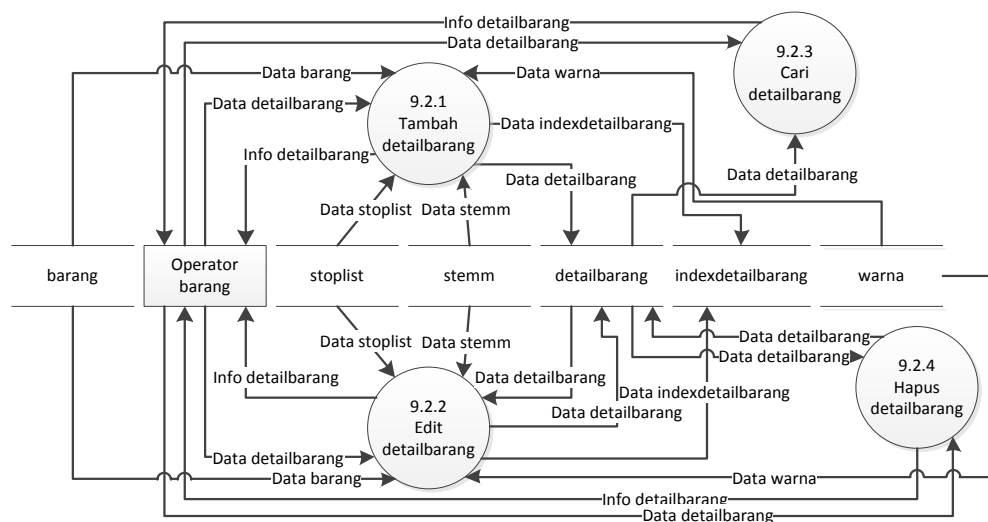 Info detailbarang
Data detailbarang
9.2.3
Cari
detailbarang
Data barang
Data warna
9.2.1
Tambah
detailbarang
Data detailbarang
Data indexdetailbarang
Info detailbarang
Data detailbarang
Data detailbarang
Data stoplist
Data stemm
barang
Operator
barang
stoplist
stemm
detailbarang
indexdetailbarang
warna
Data stoplist
Data stemm
Data detailbarang
Data detailbarang
Info detailbarang
Data detailbarang
Data indexdetailbarang
Data detailbarang
9.2.4
Hapus
detailbarang
9.2.2
Edit
detailbarang
Data detailbarang
Data barang
Data warna
Info detailbarang
Data detailbarang